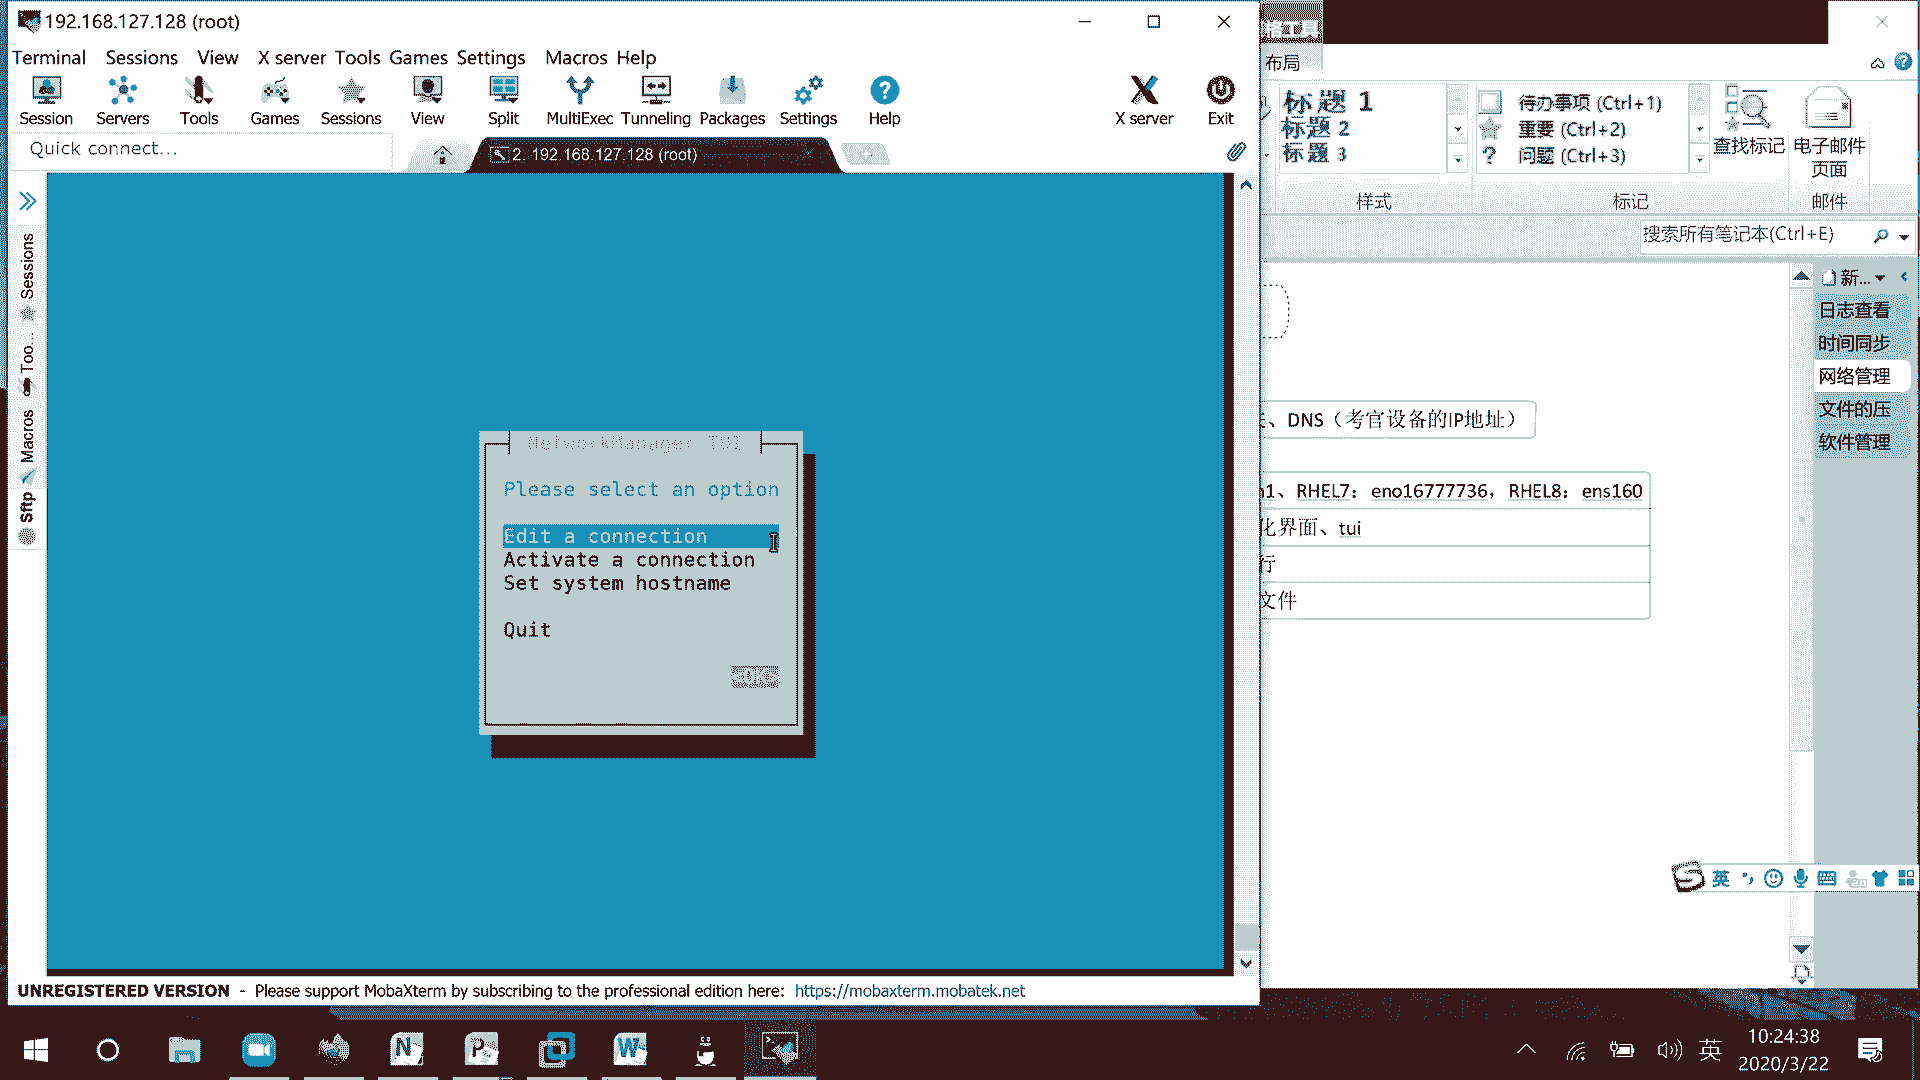 192.168.127.128 (root)
Terminal Sessions View X server Tools Games Settings Macros Help
Session Servers Tools Games Sessions View Split MultiExec Tunneling Packages Settings Help X server Exit
Quick connect...
2. 192.168.127.128 (root)
Sessions
Too...
Macros
Sftp
NetworkManager TUI
Please select an option
Edit a connection
Activate a connection
Set system hostname
Quit
<OK>
UNREGISTERED VERSION - Please support MobaXterm by subscribing to the professional edition here: https://mobaxterm.mobatek.net
格工具
布局
标题 1
标题 2
标题 3
样式
待办事项 (Ctrl+1)
重要 (Ctrl+2)
问题 (Ctrl+3)
标记
查找标记
电子邮件
页面
邮件
搜索所有笔记本(Ctrl+E)
新...
日志查看
时间同步
网络管理
文件的压
软件管理
、DNS（考官设备的IP地址）
1、RHEL7：eno16777736，RHEL8：ens160
化界面、tui
行
文件
英
英
10:24:38
2020/3/22